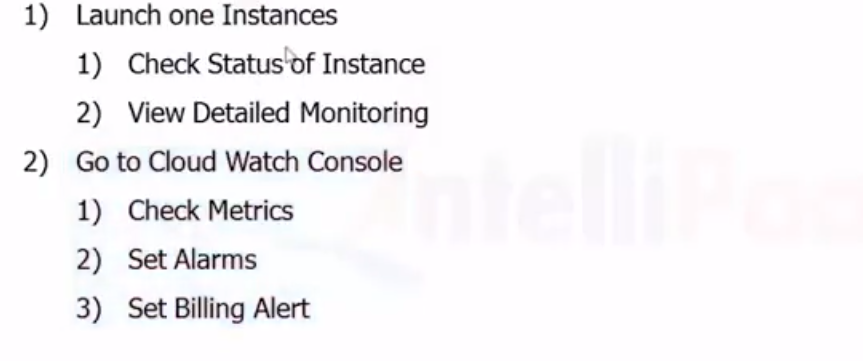 1) Launch one Instances
1) Check Status of Instance
2) View Detailed Monitoring
2) Go to Cloud Watch Console
1) Check Metrics
2) Set Alarms
3) Set Billing Alert